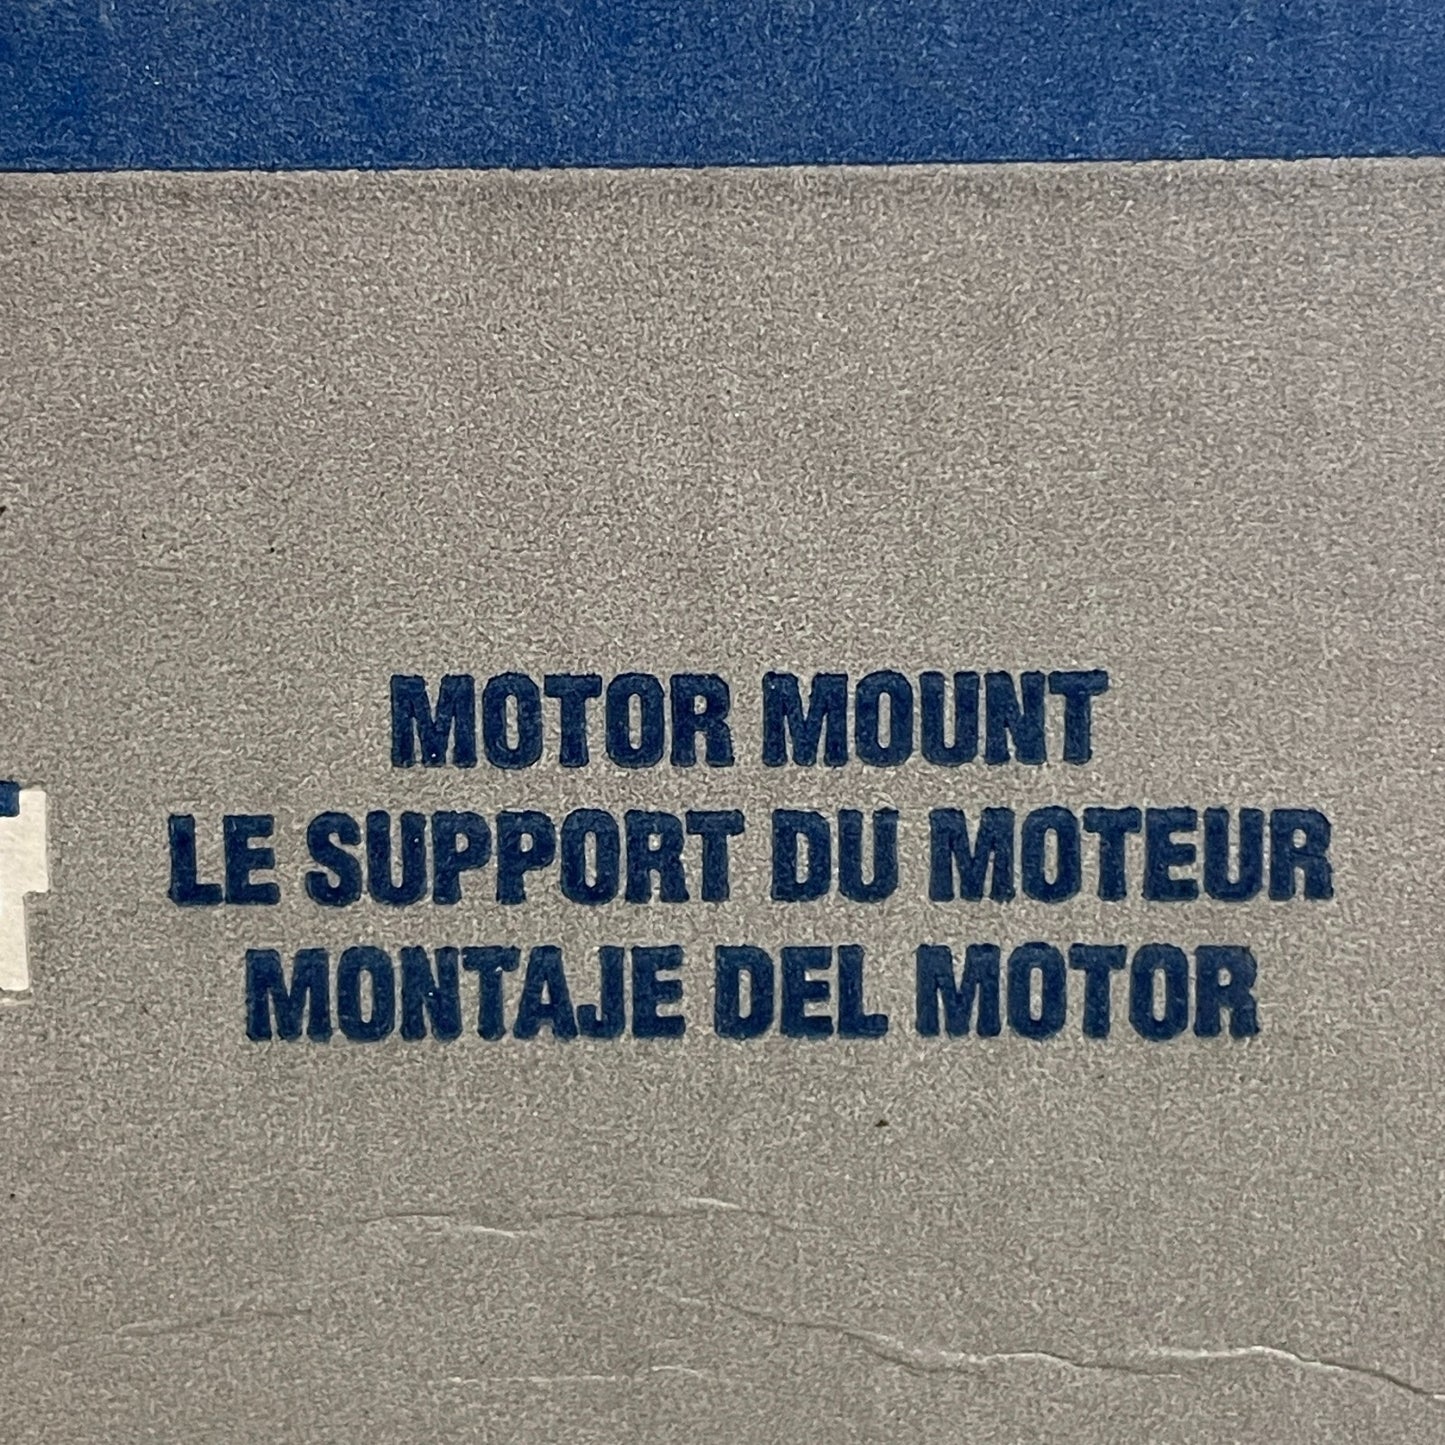 MOTOR MOUNT
LE SUPPORT DU MOTEUR
MONTAJE DEL MOTOR